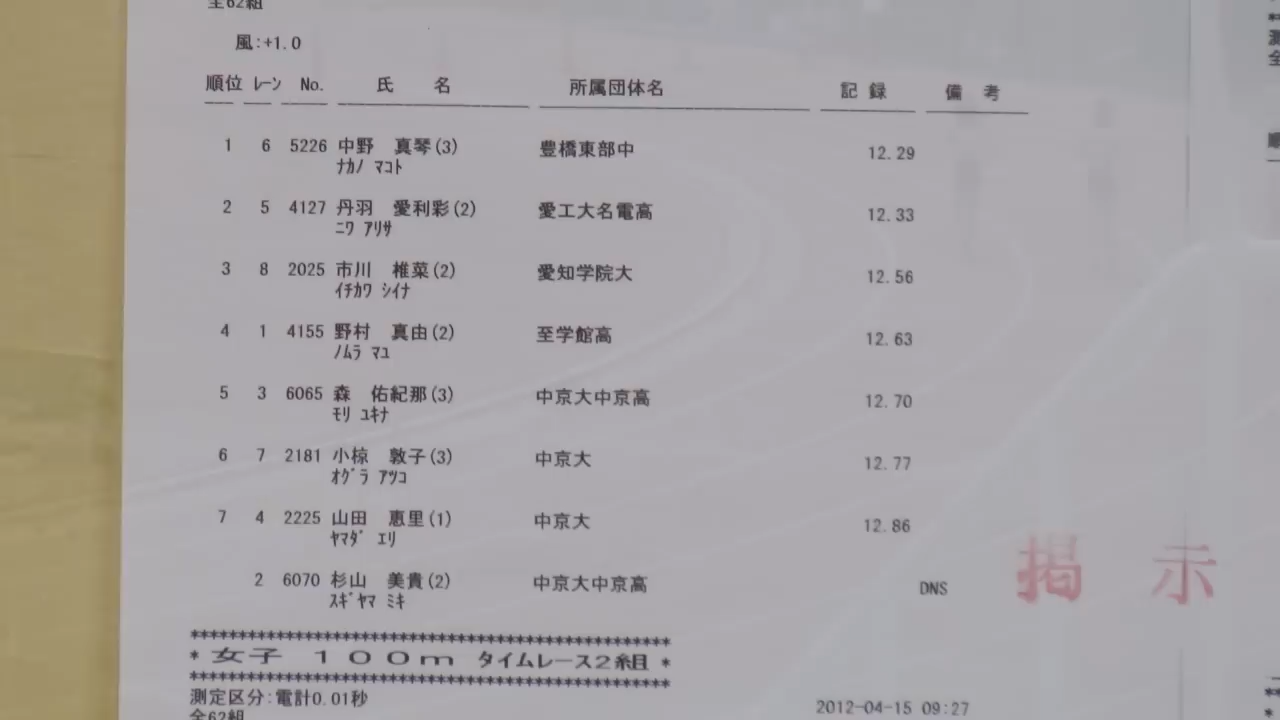 全62組
風:+1.0
順位 レーン No. 氏 名 所属団体名 記録 備考
1 6 5226 中野 真琴(3) 豊橋東部中 12.29
ﾅｶﾉ ﾏｺﾄ
2 5 4127 丹羽 愛利彩(2) 愛工大名電高 12.33
ﾆﾜ ｱﾘｻ
3 8 2025 市川 椎菜(2) 愛知学院大 12.56
ｲﾁｶﾜ ｼｲﾅ
4 1 4155 野村 真由(2) 至学館高 12.63
ﾉﾑﾗ ﾏﾕ
5 3 6065 森 佑紀那(3) 中京大中京高 12.70
ﾓﾘ ﾕｷﾅ
6 7 2181 小椋 敦子(3) 中京大 12.77
ｵｸﾞﾗ ｱﾂｺ
7 4 2225 山田 恵里(1) 中京大 12.86
ﾔﾏﾀﾞ ｴﾘ
2 6070 杉山 美貴(2) 中京大中京高 DNS
ｽｷﾞﾔﾏ ﾐｷ
掲示
*************************************************
* 女子 100m タイムレース2組 *
*************************************************
測定区分:電計0.01秒 2012-04-15 09:27
全62組